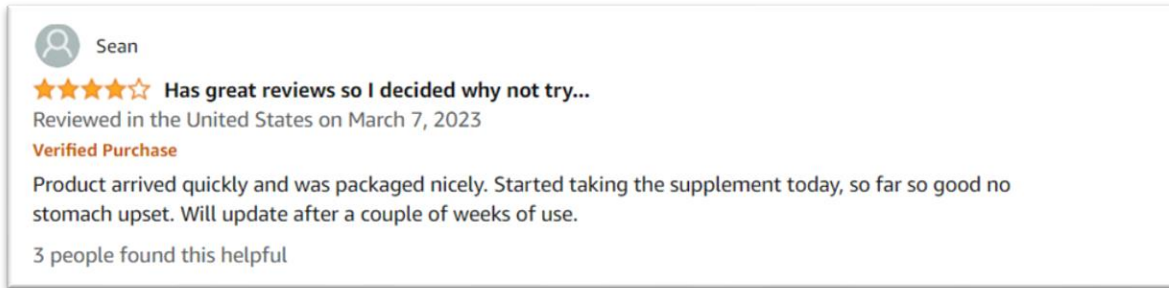 Sean
Has great reviews so I decided why not try...
Reviewed in the United States on March 7, 2023
Verified Purchase
Product arrived quickly and was packaged nicely. Started taking the supplement today, so far so good no
stomach upset. Will update after a couple of weeks of use.
3 people found this helpful